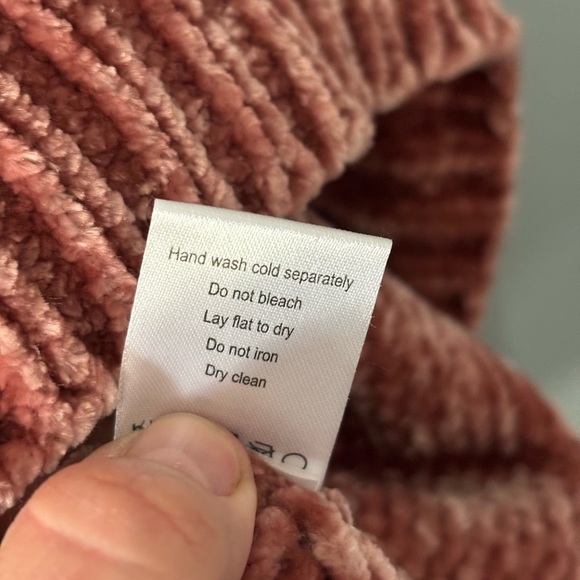 Hand wash cold separately
Do not bleach
Lay flat to dry
Do not iron
Dry clean